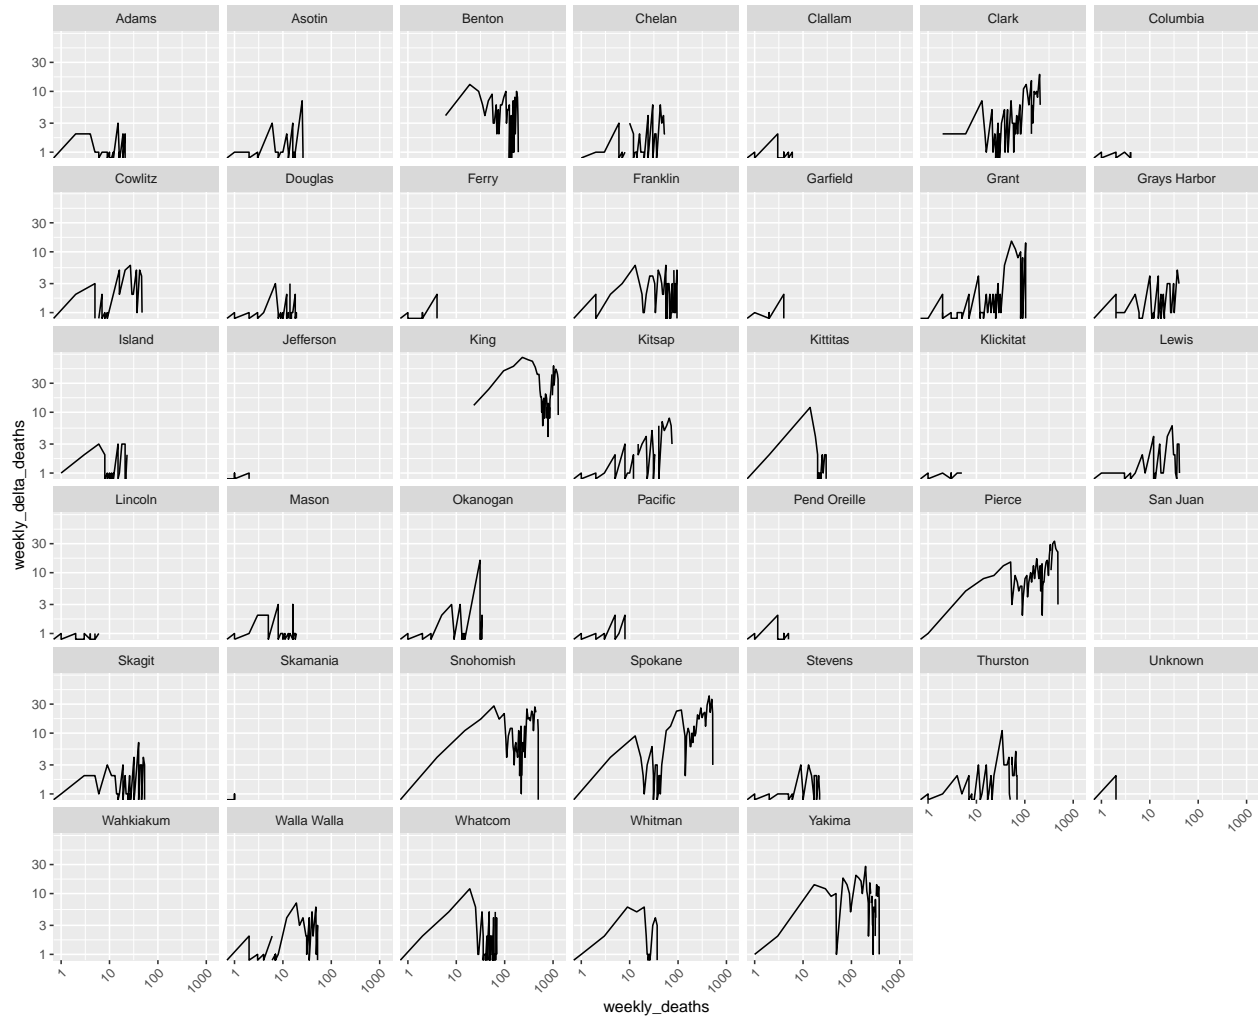 Adams Asotin Benton Chelan Clallam Clark Columbia
30
10
3
1
Cowlitz Douglas Ferry Franklin Garfield Grant Grays Harbor
30
10
3
1
Island Jefferson King Kitsap Kittitas Klickitat Lewis
30
10
3
1
weekly_delta_deaths
Lincoln Mason Okanogan Pacific Pend Oreille Pierce San Juan
30
10
3
1
Skagit Skamania Snohomish Spokane Stevens Thurston Unknown
30
10
3
1
1 10 100 1000 1 10 100 1000
Wahkiakum Walla Walla Whatcom Whitman Yakima
30
10
3
1
1 10 100 1000 1 10 100 1000 1 10 100 1000 1 10 100 1000 1 10 100 1000
weekly_deaths